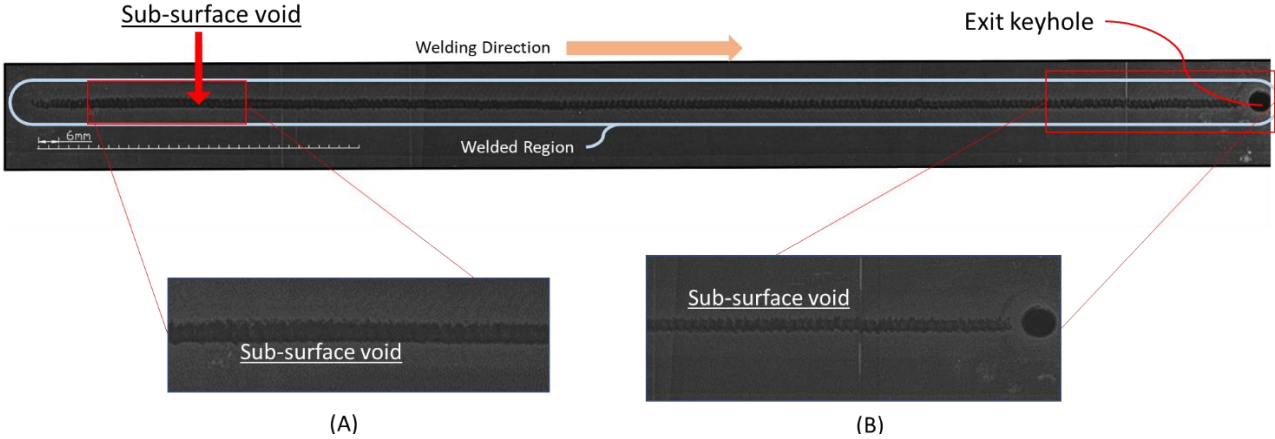 Sub-surface void
Exit keyhole
Welding Direction
6mm
Welded Region
Sub-surface void
Sub-surface void
(A)
(B)